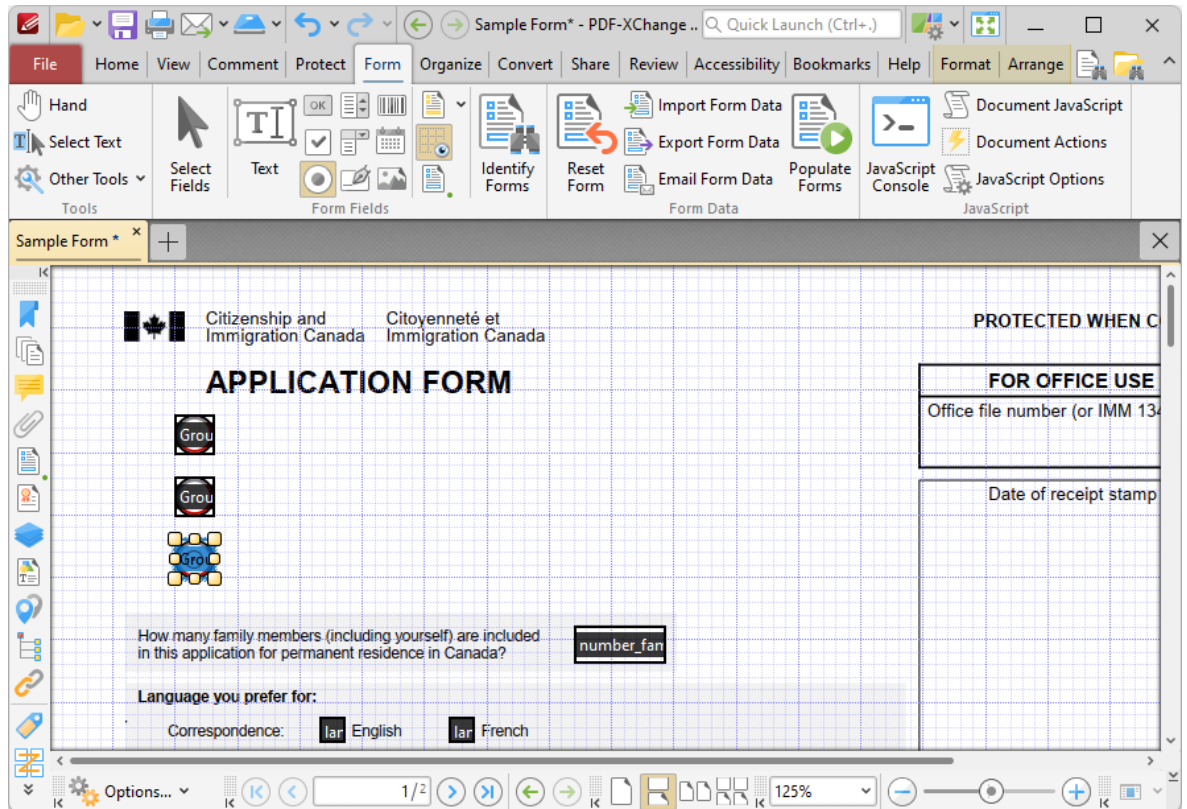 Sample Form* - PDF-XChange .. Quick Launch (Ctrl+.)
File Home View Comment Protect Form Organize Convert Share Review Accessibility Bookmarks Help Format Arrange
Hand
Select Text
Other Tools
Tools
Select Fields
Text
OK
Form Fields
Identify Forms
Reset Form
Import Form Data
Export Form Data
Email Form Data
Populate Forms
Form Data
JavaScript Console
Document JavaScript
Document Actions
JavaScript Options
JavaScript
Sample Form *
Citizenship and Immigration Canada
Citoyenneté et Immigration Canada
PROTECTED WHEN C
APPLICATION FORM
FOR OFFICE USE
Office file number (or IMM 134
Date of receipt stamp
Grou
Grou
Grou
How many family members (including yourself) are included
in this application for permanent residence in Canada?
number_fan
Language you prefer for:
Correspondence: lar English lar French
Options... 1/2 125%